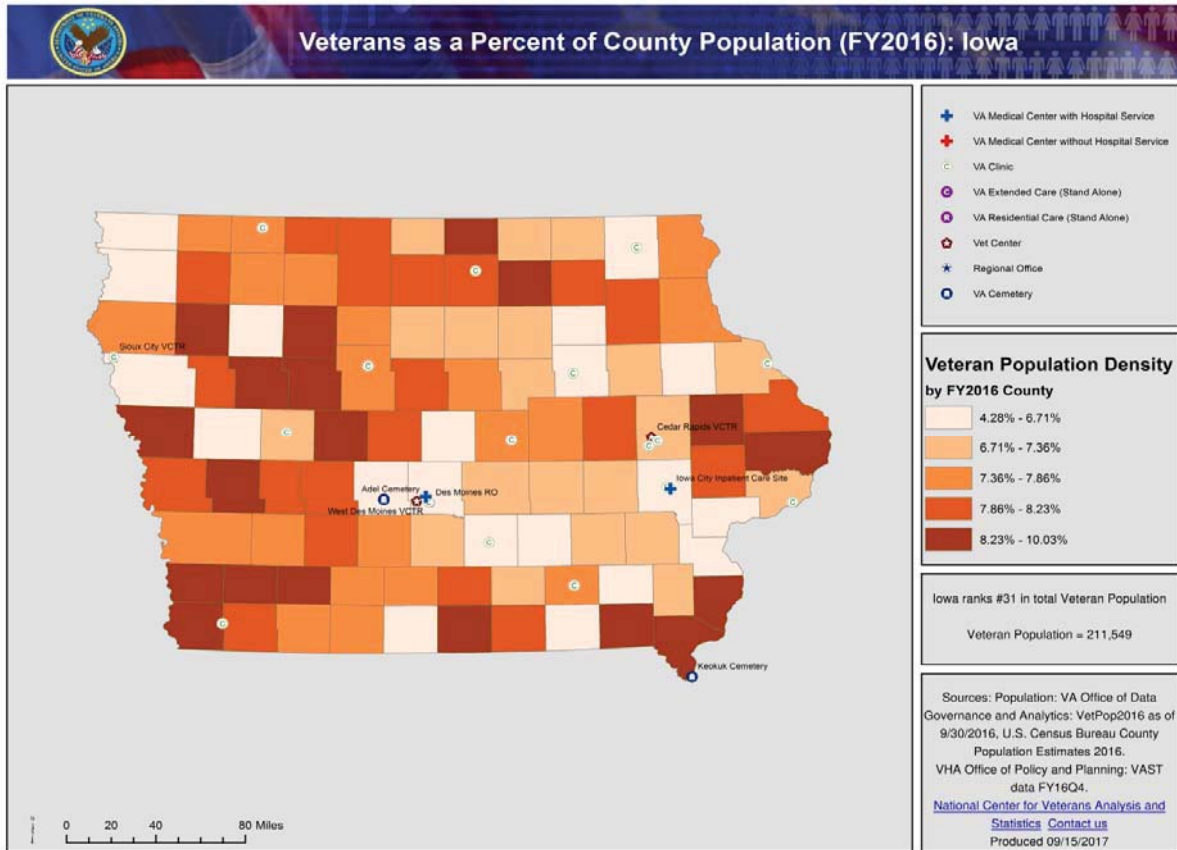 Veterans as a Percent of County Population (FY2016): Iowa
VA Medical Center with Hospital Service
VA Medical Center without Hospital Service
C VA Clinic
C VA Extended Care (Stand Alone)
R VA Residential Care (Stand Alone)
Vet Center
Regional Office
VA Cemetery
Veteran Population Density
by FY2016 County
4.28% - 6.71%
6.71% - 7.36%
7.36% - 7.86%
7.86% - 8.23%
8.23% - 10.03%
Iowa ranks #31 in total Veteran Population
Veteran Population = 211,549
Sources: Population: VA Office of Data
Governance and Analytics: VetPop2016 as of
9/30/2016, U.S. Census Bureau County
Population Estimates 2016.
VHA Office of Policy and Planning: VAST
data FY16Q4.
National Center for Veterans Analysis and
Statistics Contact us
Produced 09/15/2017
C
C
C
Sioux City VCTR
C
C
C
C
C
C
Cedar Rapids VCTR
C C
Adel Cemetery
Des Moines RO
Iowa City Inpatient Care Site
West Des Moines VCTR
C
C
C
C
Keokuk Cemetery
0 20 40 80 Miles